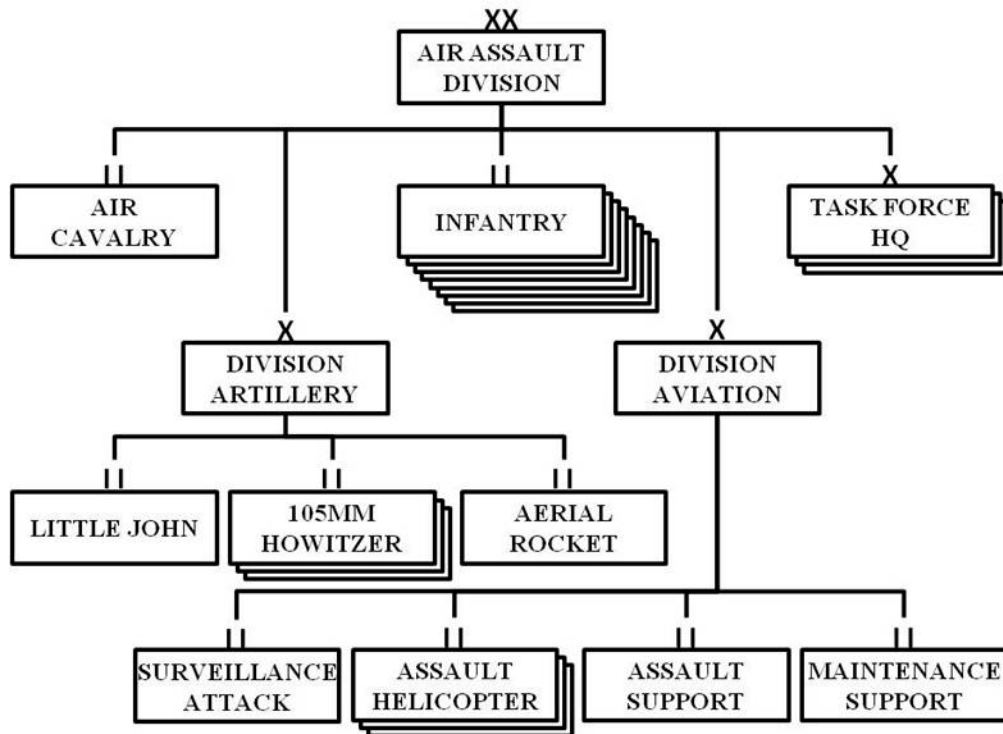 XX
AIR ASSAULT
DIVISION
II
AIR
CAVALRY
II
INFANTRY
X
TASK FORCE
HQ
X
DIVISION
ARTILLERY
X
DIVISION
AVIATION
II
LITTLE JOHN
II
105MM
HOWITZER
II
AERIAL
ROCKET
II
SURVEILLANCE
ATTACK
II
ASSAULT
HELICOPTER
II
ASSAULT
SUPPORT
II
MAINTENANCE
SUPPORT